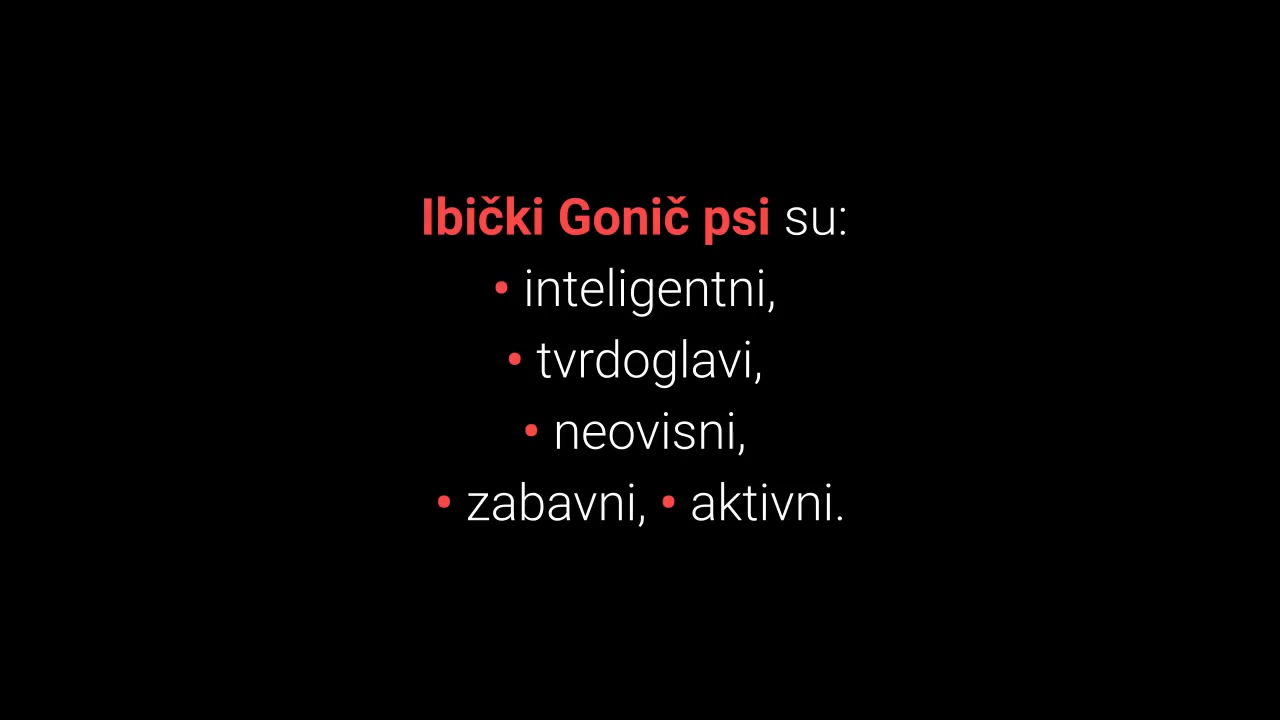 Ibički Gonič psi su:
• inteligentni,
• tvrdoglavi,
• neovisni,
• zabavni, • aktivni.